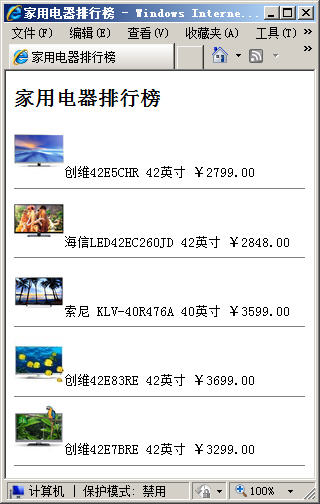 家用电器排行榜 - Windows Interne...
文件(F) 编辑(E) 查看(V) 收藏夹(A) 工具(T) »
家用电器排行榜
家用电器排行榜
创维42E5CHR 42英寸 ￥2799.00
海信LED42EC260JD 42英寸 ￥2848.00
索尼 KLV-40R476A 40英寸 ￥3599.00
创维42E83RE 42英寸 ￥3699.00
创维42E7BRE 42英寸 ￥3299.00
计算机 | 保护模式: 禁用 100%